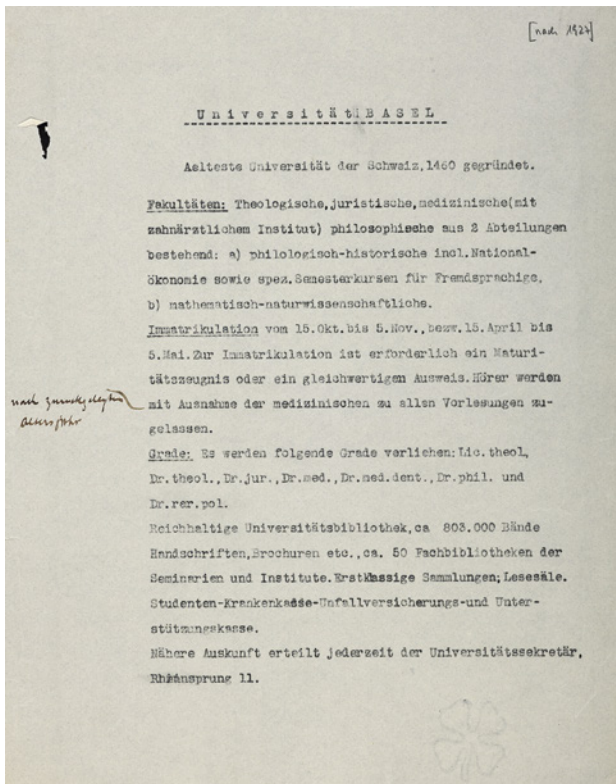 [nach 1927]
Universität BASEL
Aelteste Universität der Schweiz,1460 gegründet.
Fakultäten: Theologische,juristische,medizinische(mit
zahnärztlichem Institut) philosophische aus 2 Abteilungen
bestehend: a) philologisch-historische incl.National-
ökonomie sowie spez.Semesterkursen für Fremdsprachige,
b) mathematisch-naturwissenschaftliche.
Immatrikulation vom 15.Okt.bis 5.Nov.,bezw.15.April bis
5.Mai.Zur Immatrikulation ist erforderlich ein Maturi-
tätszeugnis oder ein gleichwertigen Ausweis.Hörer werden
nach zurückgelegtem
Altersjahr
mit Ausnahme der medizinischen zu allen Vorlesungen zu-
gelassen.
Grade: Es werden folgende Grade verliehen:Lic.theol,
Dr.theol.,Dr.jur.,Dr.med.,Dr.med.dent.,Dr.phil. und
Dr.rer.pol.
Reichhaltige Universitätsbibliothek,ca 803.000 Bände
Handschriften,Brochuren etc.,ca. 50 Fachbibliotheken der
Seminarien und Institute.Erstklassige Sammlungen;Lesesäle.
Studenten-Krankenkasse-Unfallversicherungs-und Unter-
stützungskasse.
Nähere Auskunft erteilt jederzeit der Universitätssekretär,
Rheinsprung 11.